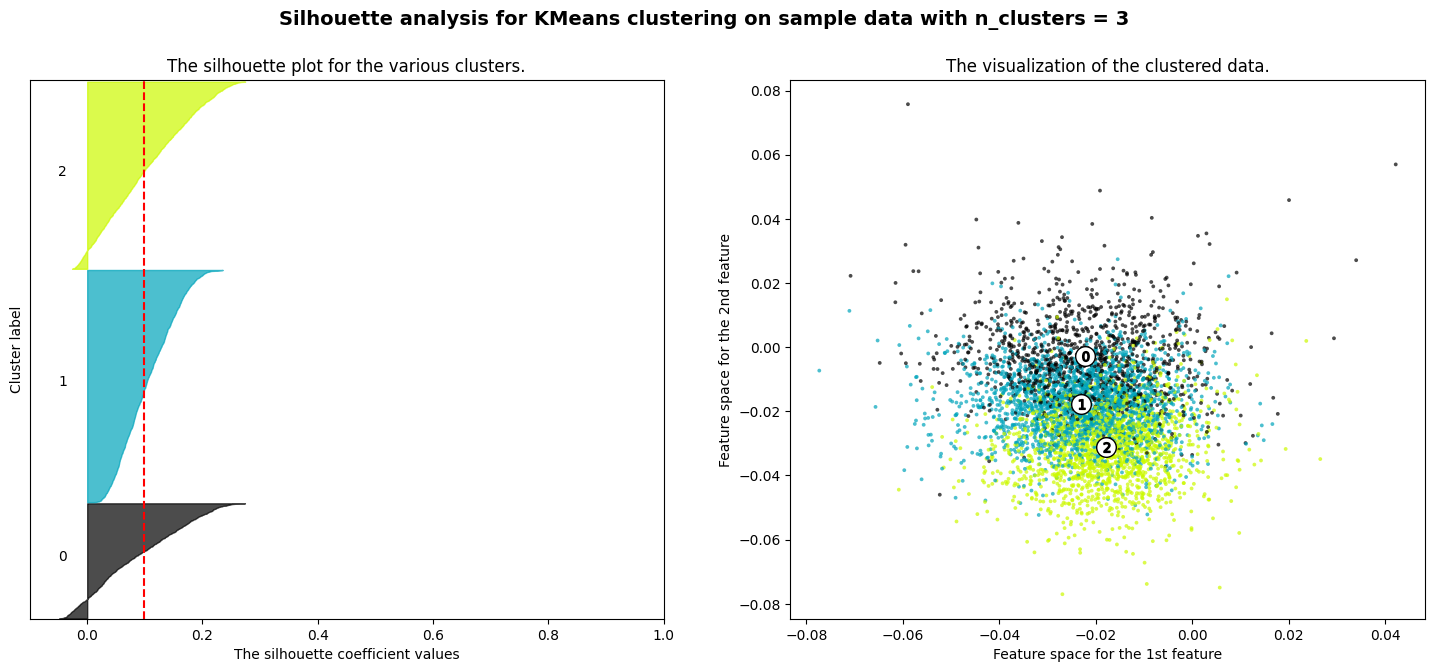 Silhouette analysis for KMeans clustering on sample data with n_clusters = 3
The silhouette plot for the various clusters.
2
1
0
Cluster label
0.0 0.2 0.4 0.6 0.8 1.0
The silhouette coefficient values
The visualization of the clustered data.
0.08
0.06
0.04
0.02
0.00
−0.02
−0.04
−0.06
−0.08
Feature space for the 2nd feature
0
1
2
−0.08 −0.06 −0.04 −0.02 0.00 0.02 0.04
Feature space for the 1st feature